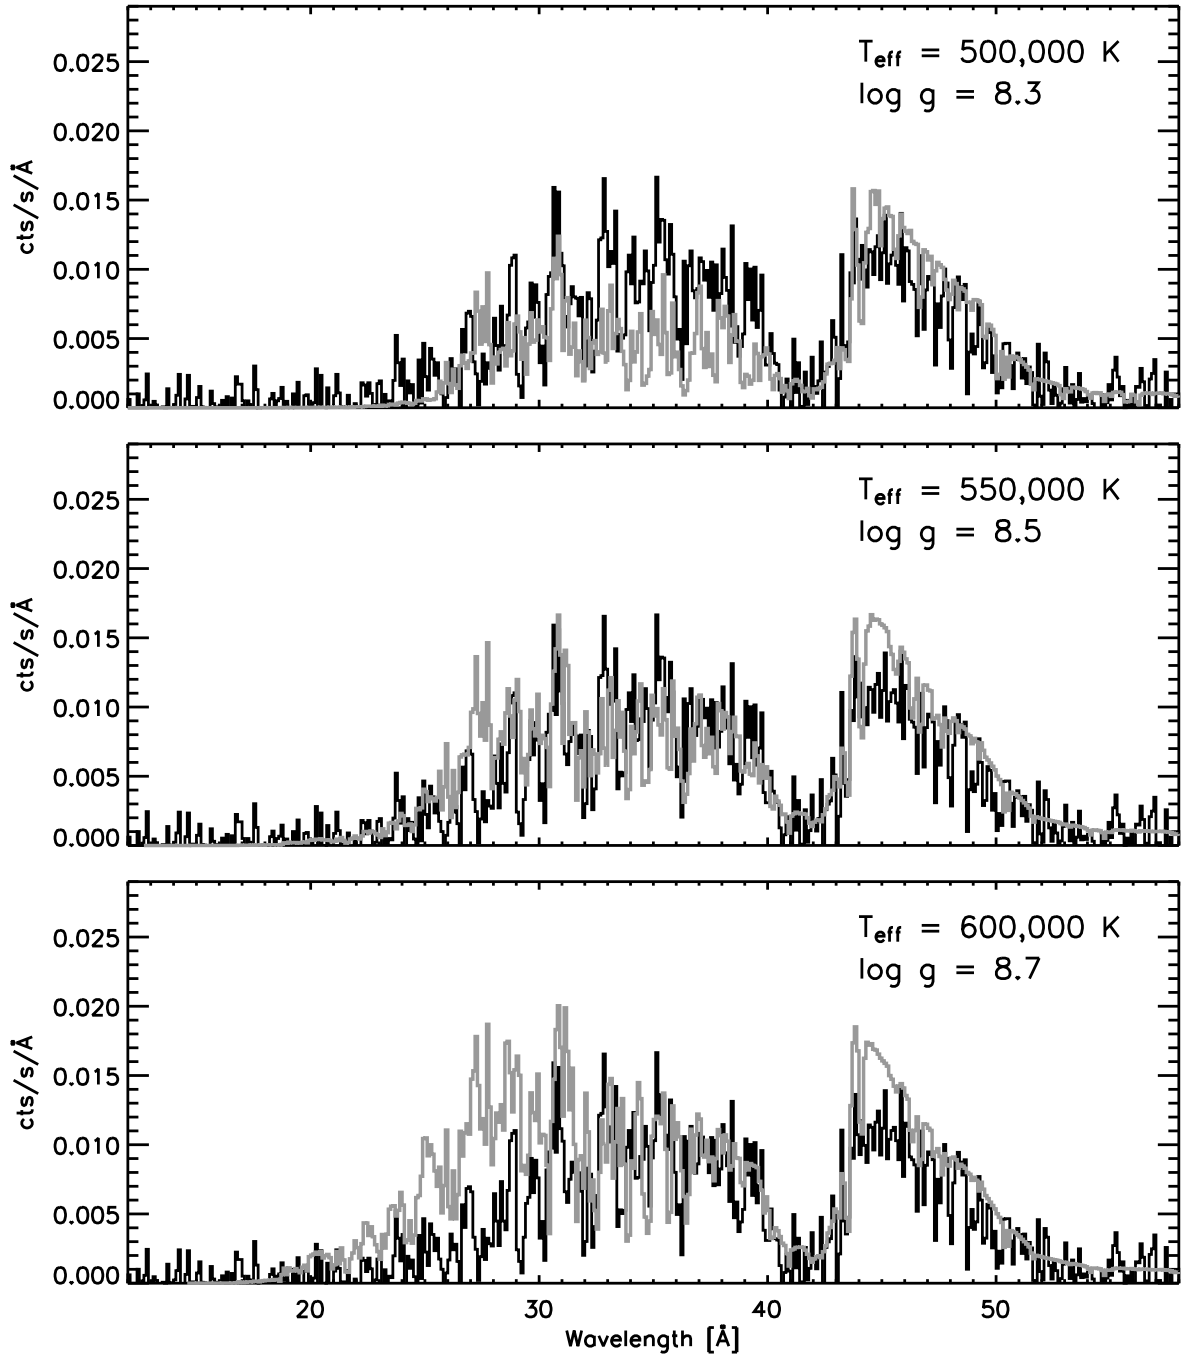 T_eff = 500,000 K
log g = 8.3
0.025
0.020
0.015
0.010
0.005
0.000
cts/s/Å
T_eff = 550,000 K
log g = 8.5
0.025
0.020
0.015
0.010
0.005
0.000
cts/s/Å
T_eff = 600,000 K
log g = 8.7
0.025
0.020
0.015
0.010
0.005
0.000
cts/s/Å
20 30 40 50
Wavelength [Å]